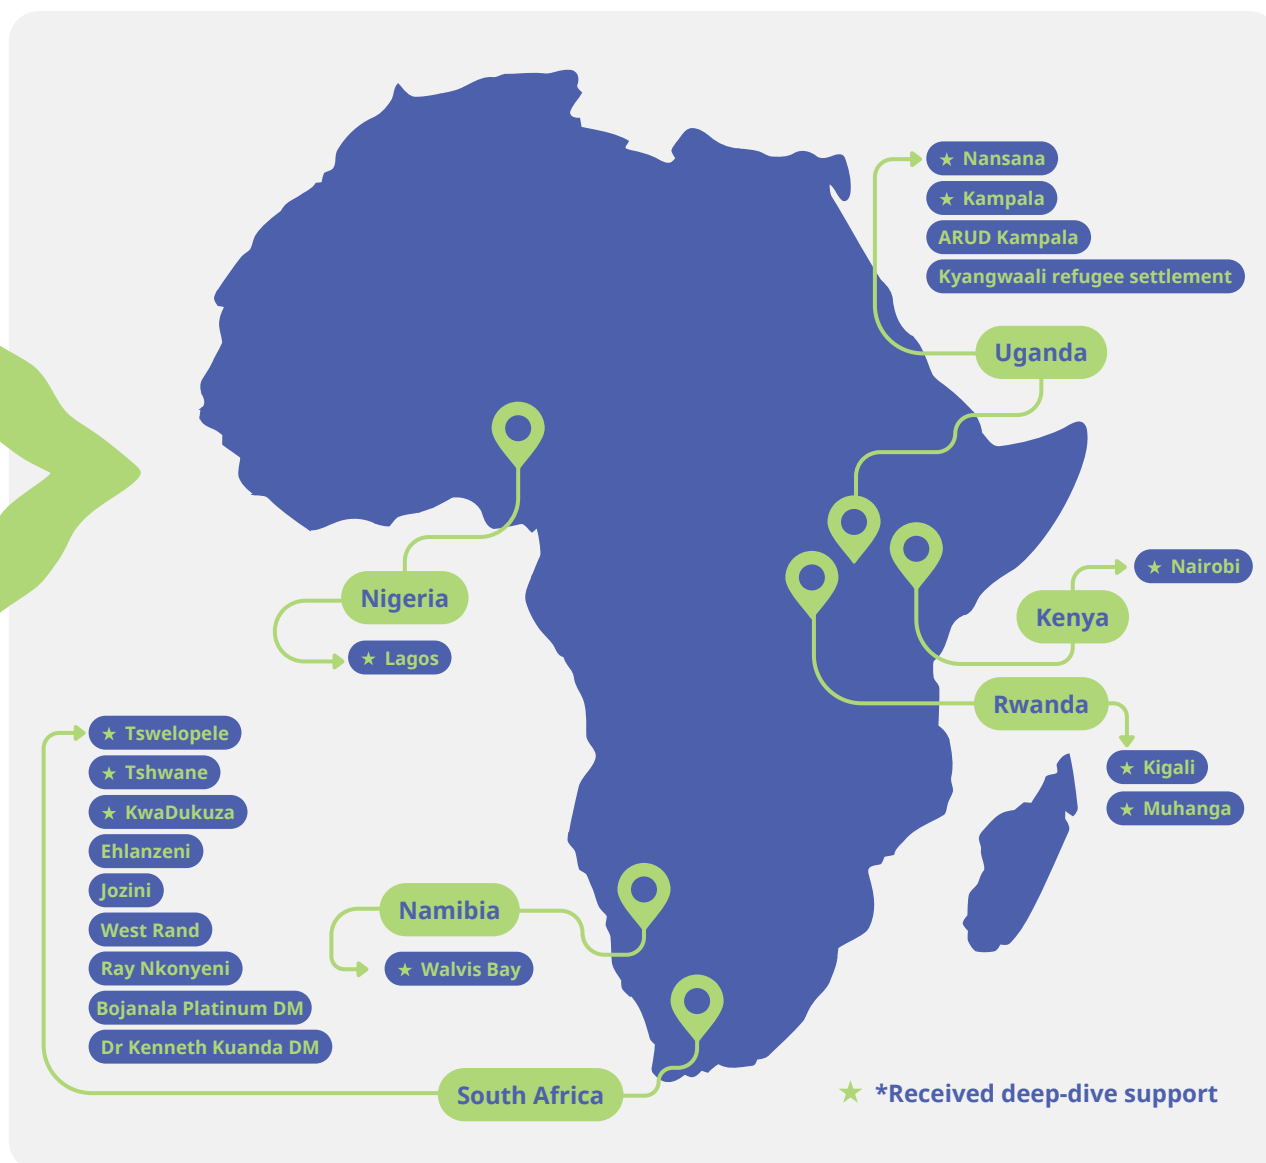 ★ Nansana
★ Kampala
ARUD Kampala
Kyangwaali refugee settlement
Uganda
★ Nairobi
Kenya
Nigeria
★ Lagos
Rwanda
★ Kigali
★ Muhanga
★ Tswelopele
★ Tshwane
★ KwaDukuza
Ehlanzeni
Jozini
West Rand
Ray Nkonyeni
Bojanala Platinum DM
Dr Kenneth Kuanda DM
Namibia
★ Walvis Bay
South Africa
★ *Received deep-dive support